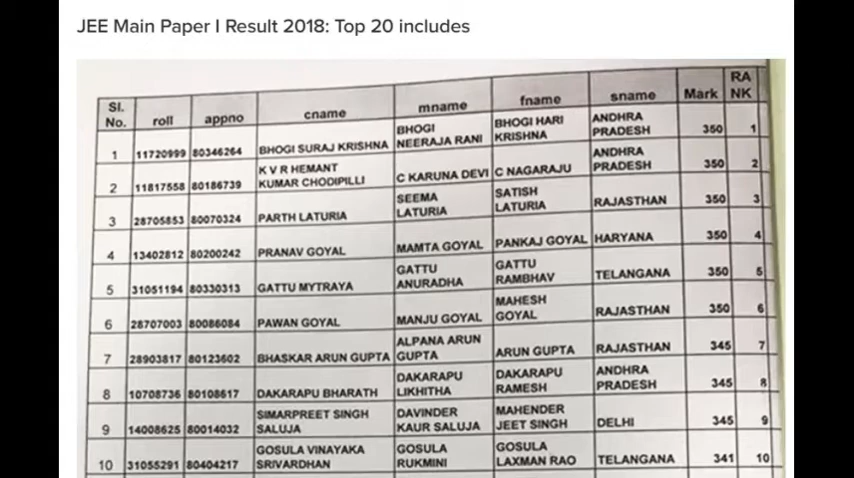 JEE Main Paper I Result 2018: Top 20 includes
SI. No. roll appno cname mname fname sname Mark RANK
1 11720999 80346264 BHOGI SURAJ KRISHNA BHOGI NEERAJA RANI BHOGI HARI KRISHNA ANDHRA PRADESH 350 1
2 11817558 80186739 K V R HEMANT KUMAR CHODIPILLI C KARUNA DEVI C NAGARAJU ANDHRA PRADESH 350 2
3 28705853 80070324 PARTH LATURIA SEEMA LATURIA SATISH LATURIA RAJASTHAN 350 3
4 13402812 80200242 PRANAV GOYAL MAMTA GOYAL PANKAJ GOYAL HARYANA 350 4
5 31051194 80330313 GATTU MYTRAYA GATTU ANURADHA GATTU RAMBHAV TELANGANA 350 5
6 28707003 80086084 PAWAN GOYAL MANJU GOYAL MAHESH GOYAL RAJASTHAN 350 6
7 28903817 80123602 BHASKAR ARUN GUPTA ALPANA ARUN GUPTA ARUN GUPTA RAJASTHAN 345 7
8 10708736 80108617 DAKARAPU BHARATH DAKARAPU LIKHITHA DAKARAPU RAMESH ANDHRA PRADESH 345 8
9 14008625 80014032 SIMARPREET SINGH SALUJA DAVINDER KAUR SALUJA MAHENDER JEET SINGH DELHI 345 9
10 31055291 80404217 GOSULA VINAYAKA SRIVARDHAN GOSULA RUKMINI GOSULA LAXMAN RAO TELANGANA 341 10